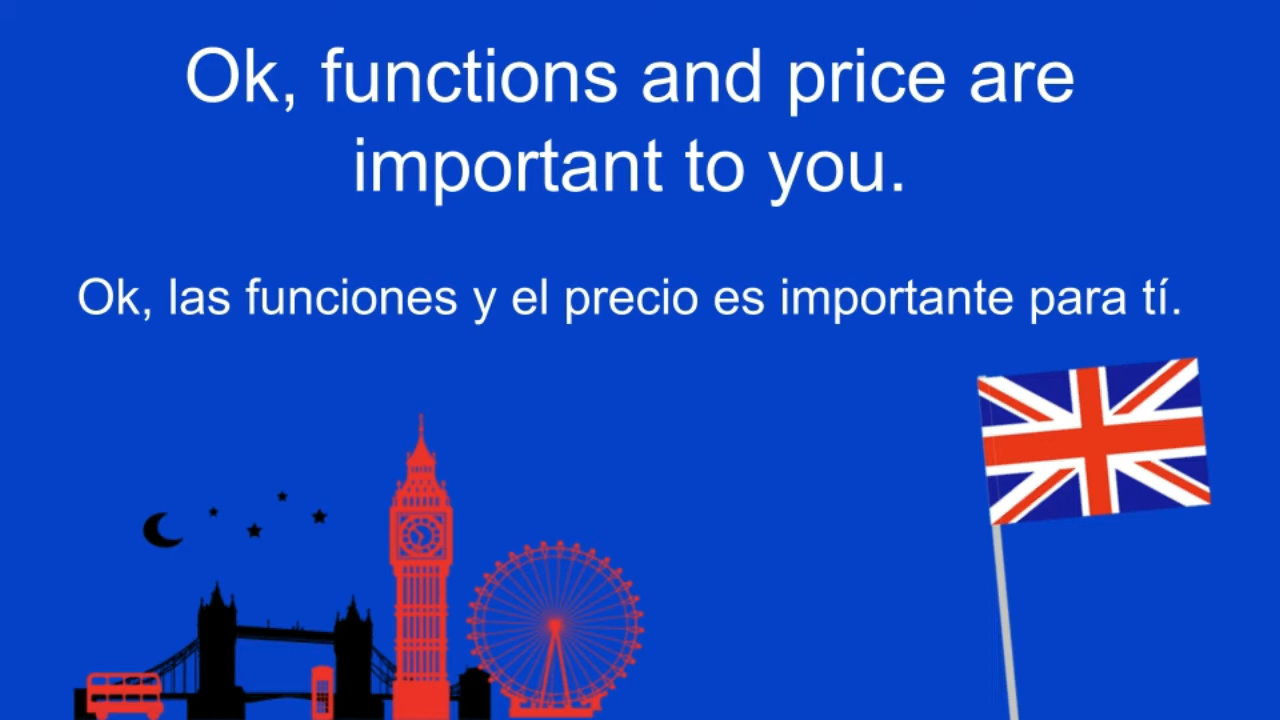 Ok, functions and price are
important to you.
Ok, las funciones y el precio es importante para tí.